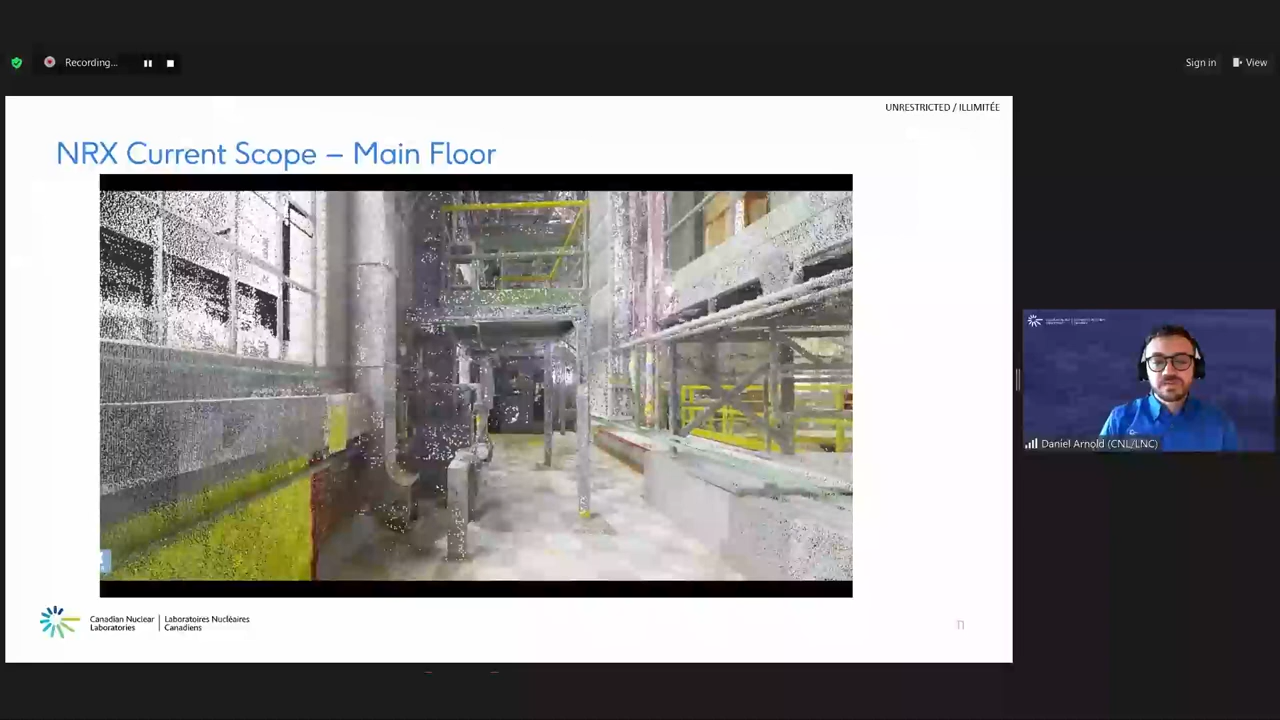 Recording...
Sign in
View
UNRESTRICTED / ILLIMITÉE
NRX Current Scope – Main Floor
Daniel Arnold (CNL/LNC)
Canadian Nuclear
Laboratories
Laboratoires Nucléaires
Canadiens
11